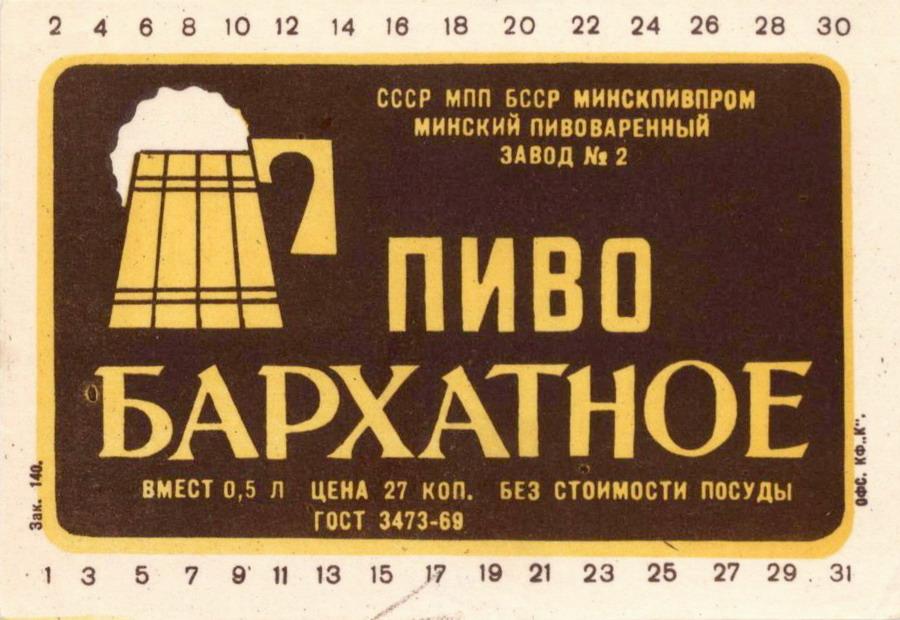 2 4 6 8 10 12 14 16 18 20 22 24 26 28 30
СССР МПП БССР МИНСКПИВПРОМ
МИНСКИЙ ПИВОВАРЕННЫЙ
ЗАВОД № 2
ПИВО
БАРХАТНОЕ
ВМЕСТ 0,5 Л ЦЕНА 27 КОП. БЕЗ СТОИМОСТИ ПОСУДЫ
ГОСТ 3473-69
Зак. 140.
ОФС. КФ„К".
1 3 5 7 9 11 13 15 17 19 21 23 25 27 29 31